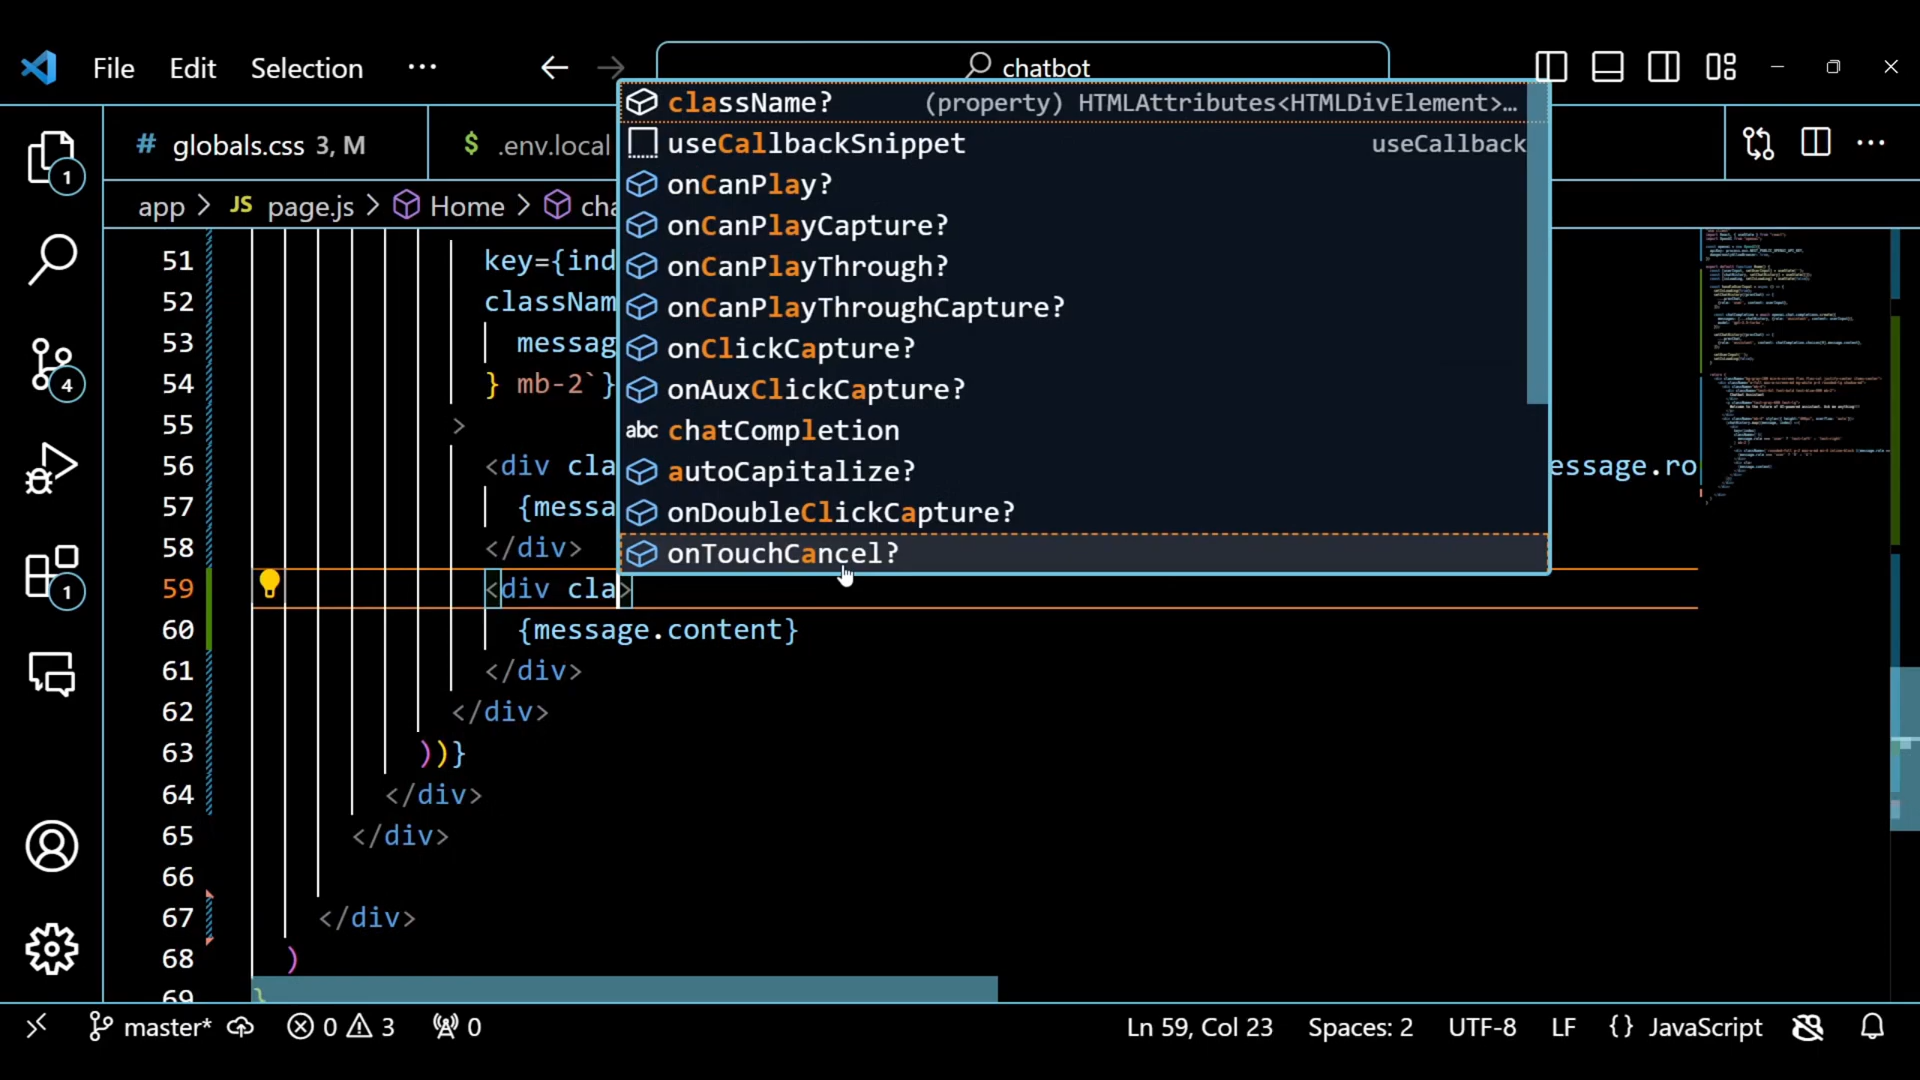 File Edit Selection ··· chatbot
# globals.css 3, M $ .env.local
app > JS page.js > Home > cha
className? (property) HTMLAttributes<HTMLDivElement>…
useCallbackSnippet useCallback
onCanPlay?
onCanPlayCapture?
onCanPlayThrough?
onCanPlayThroughCapture?
onClickCapture?
onAuxClickCapture?
abc chatCompletion
autoCapitalize?
onDoubleClickCapture?
onTouchCancel?
51 key={ind
52 classNam
53 messag
54 } mb-2`}
55 >
56 <div cla essage.ro
57 {messa
58 </div>
59 <div cla>
60 {message.content}
61 </div>
62 </div>
63 ))}
64 </div>
65 </div>
66
67 </div>
68 )
69 }
1
4
1
master* 0 3 0 Ln 59, Col 23 Spaces: 2 UTF-8 LF {} JavaScript